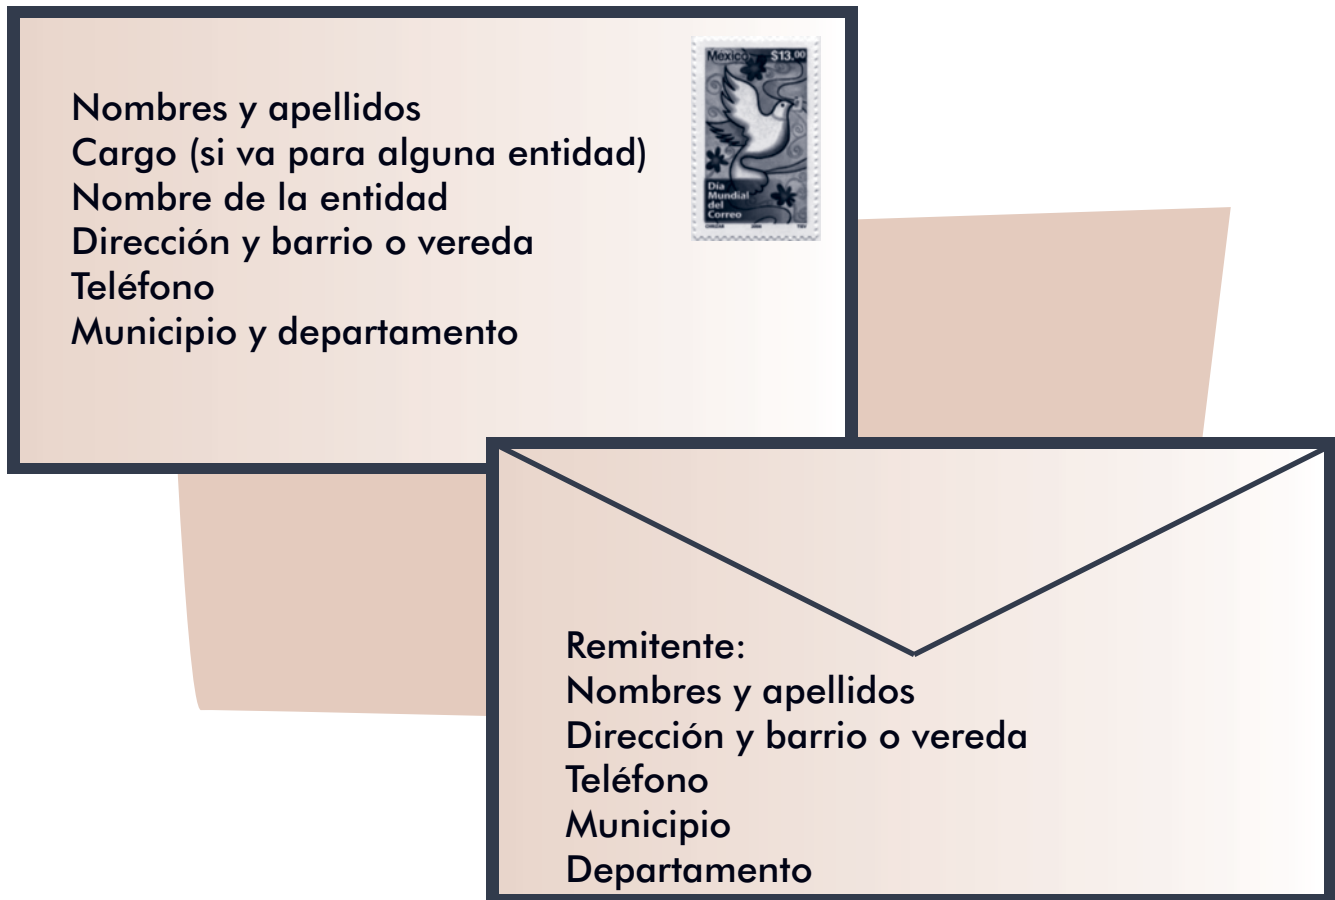 Nombres y apellidos
Cargo (si va para alguna entidad)
Nombre de la entidad
Dirección y barrio o vereda
Teléfono
Municipio y departamento
México $13.00
Día
Mundial
del
Correo
Remitente:
Nombres y apellidos
Dirección y barrio o vereda
Teléfono
Municipio
Departamento